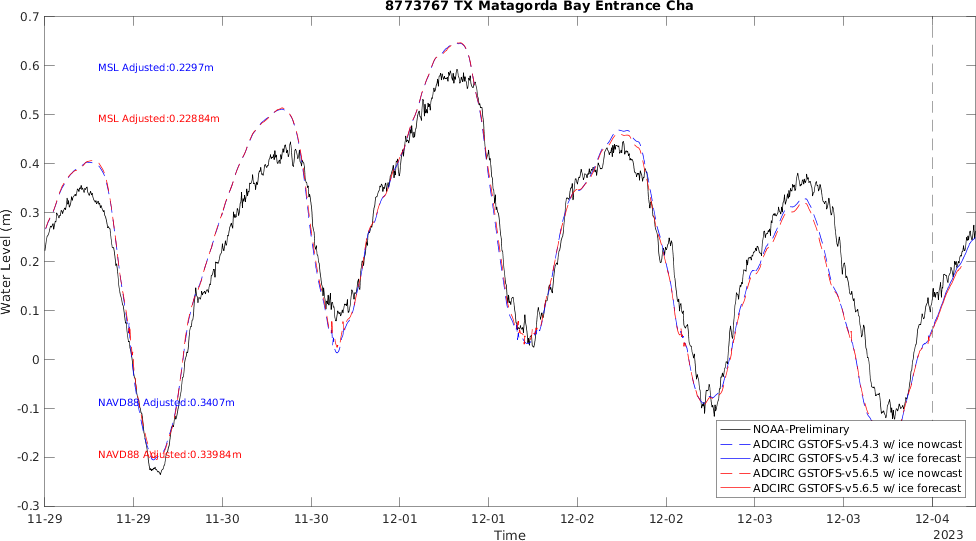 8773767 TX Matagorda Bay Entrance Cha
0.7
0.6
0.5
0.4
0.3
0.2
0.1
0
-0.1
-0.2
-0.3
Water Level (m)
MSL Adjusted:0.2297m
MSL Adjusted:0.22884m
NAVD88 Adjusted:0.3407m
NAVD88 Adjusted:0.33984m
NOAA-Preliminary
ADCIRC GSTOFS-v5.4.3 w/ ice nowcast
ADCIRC GSTOFS-v5.4.3 w/ ice forecast
ADCIRC GSTOFS-v5.6.5 w/ ice nowcast
ADCIRC GSTOFS-v5.6.5 w/ ice forecast
11-29 11-29 11-30 11-30 12-01 12-01 12-02 12-02 12-03 12-03 12-04
2023
Time